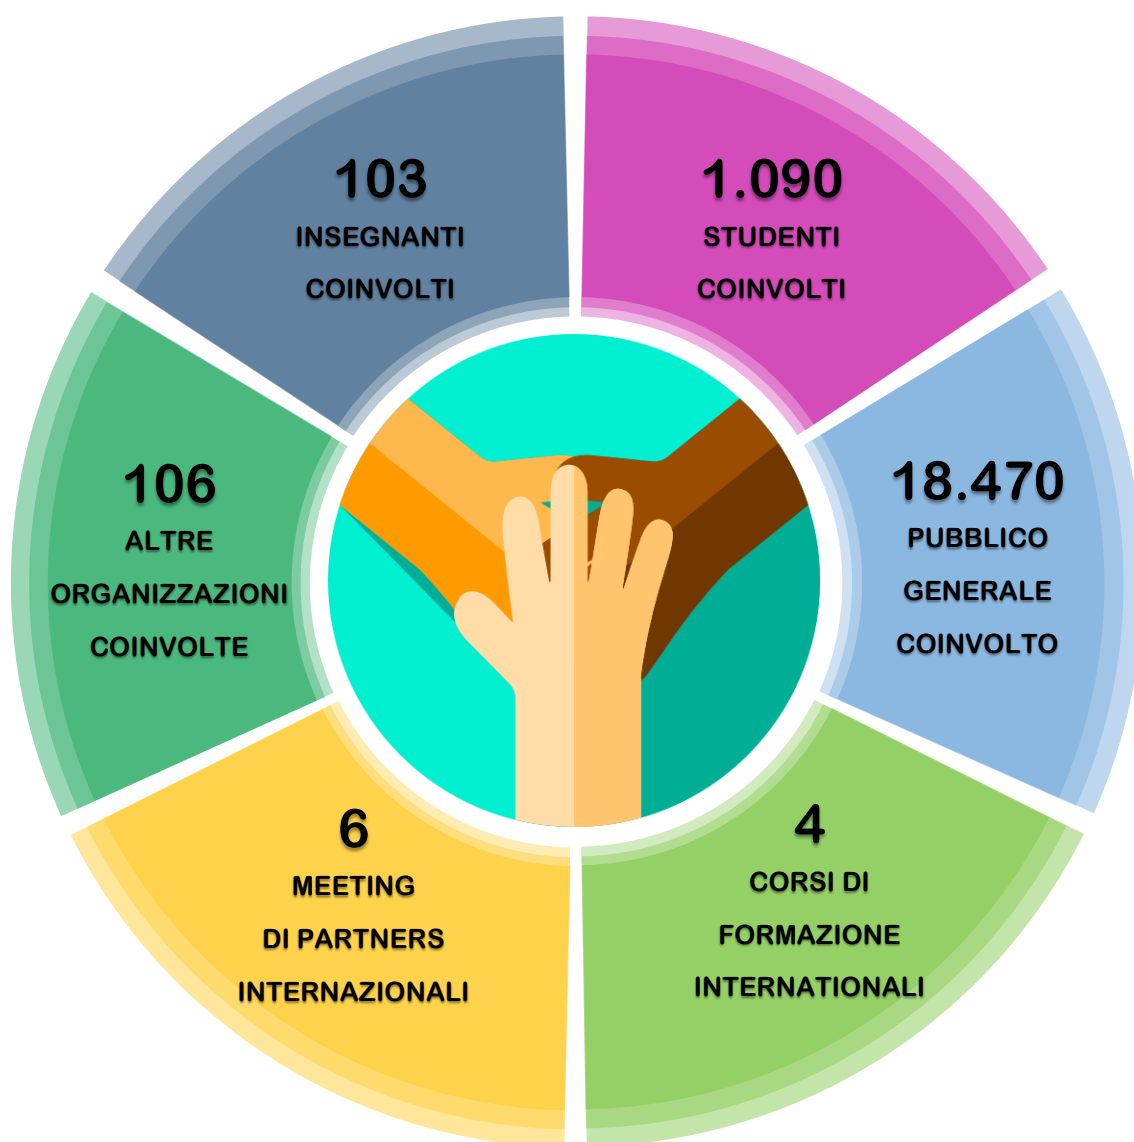 103
INSEGNANTI
COINVOLTI
1.090
STUDENTI
COINVOLTI
106
ALTRE
ORGANIZZAZIONI
COINVOLTE
18.470
PUBBLICO
GENERALE
COINVOLTO
6
MEETING
DI PARTNERS
INTERNAZIONALI
4
CORSI DI
FORMAZIONE
INTERNATIONALI